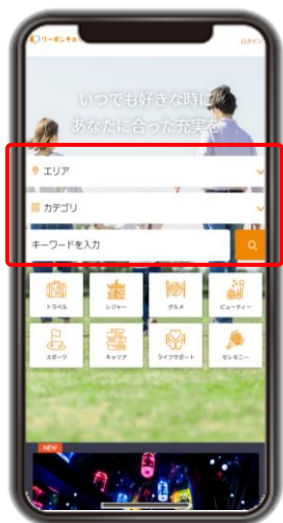 ログイン
いつでも好きな時に
あなたに合った充実を
エリア
カテゴリ
キーワードを入力
トラベル
レジャー
グルメ
ビューティー
スポーツ
キャリア
ライフサポート
セレモニー
NEW